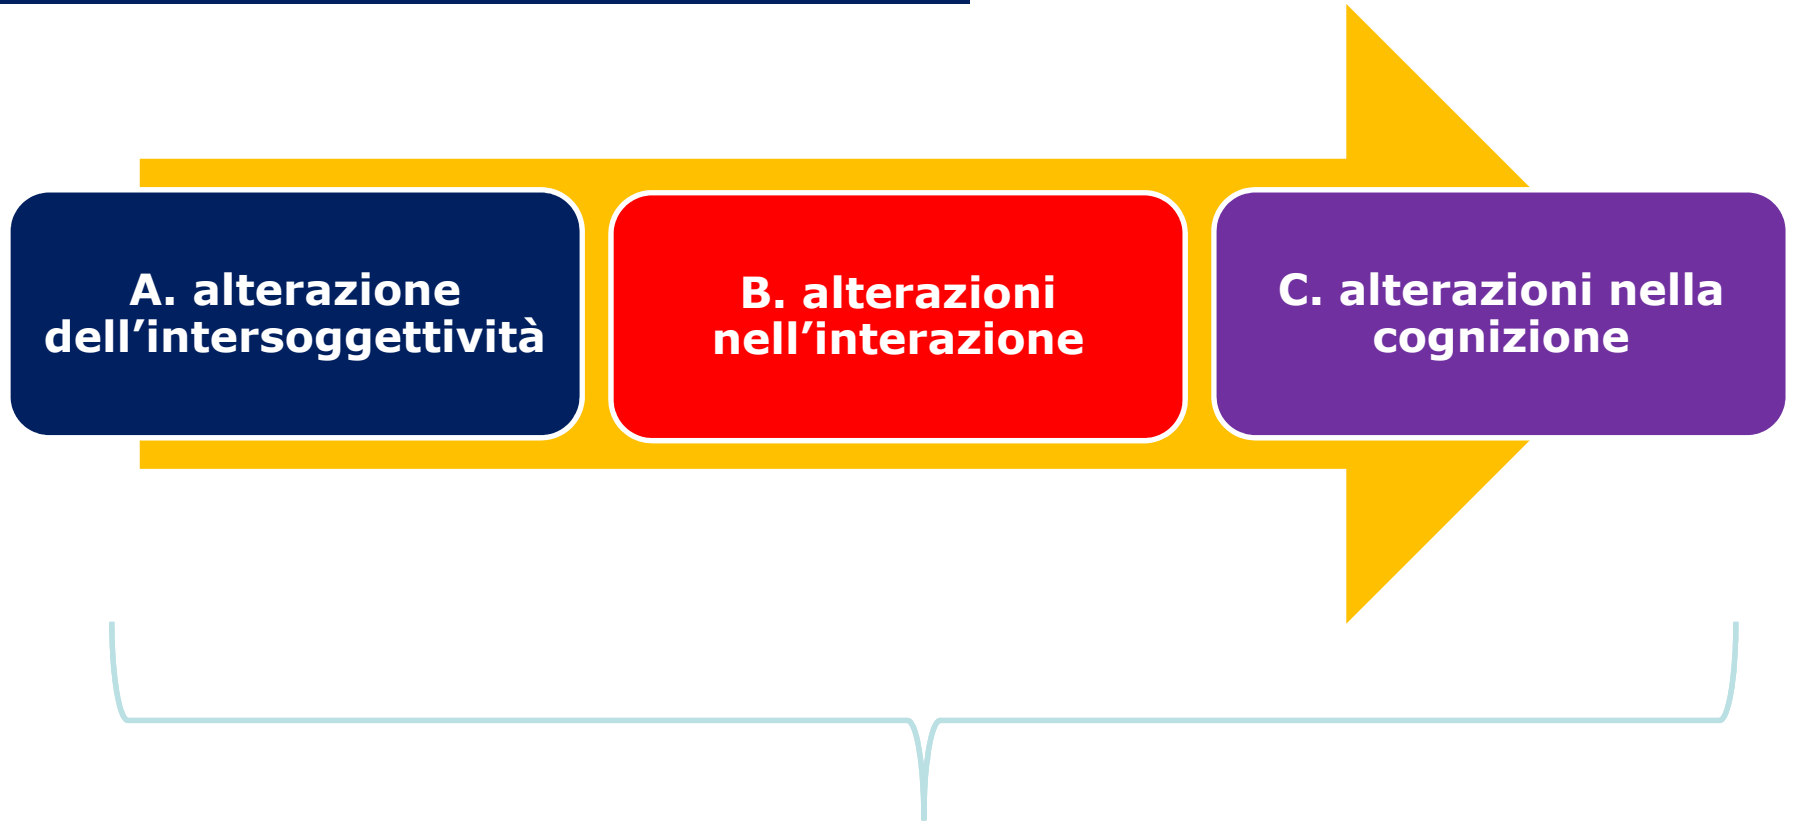 A. alterazione
dell’intersoggettività
B. alterazioni
nell’interazione
C. alterazioni nella
cognizione